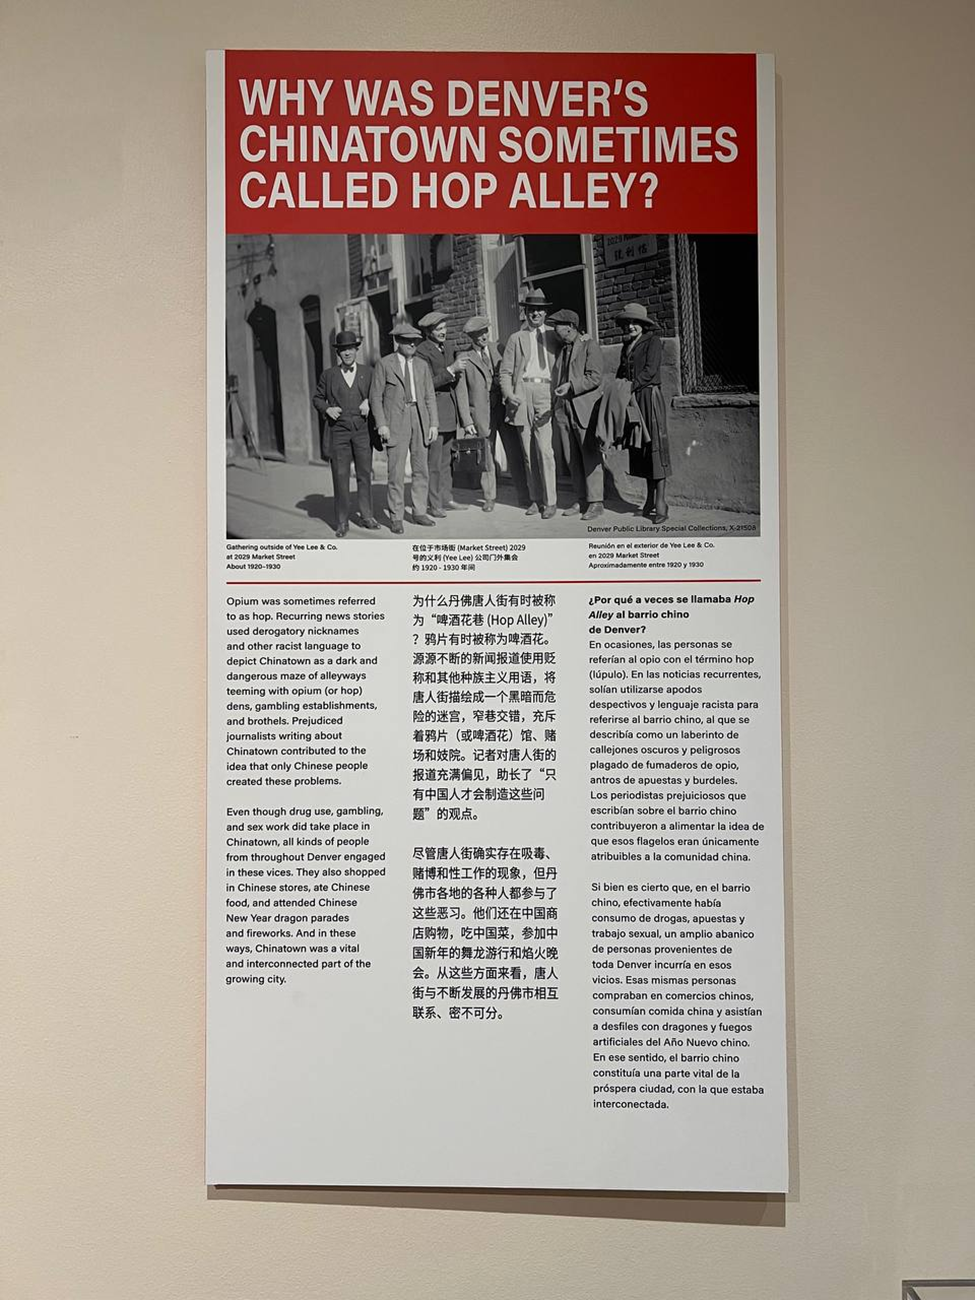 WHY WAS DENVER'S
CHINATOWN SOMETIMES
CALLED HOP ALLEY?
2029
Denver Public Library Special Collections, X-21508
Gathering outside of Yee Lee & Co.
at 2029 Market Street
About 1920–1930
在位于市场街 (Market Street) 2029
号的义利 (Yee Lee) 公司门外集会
约 1920 - 1930 年间
Reunión en el exterior de Yee Lee & Co.
en 2029 Market Street
Aproximadamente entre 1920 y 1930
Opium was sometimes referred
to as hop. Recurring news stories
used derogatory nicknames
and other racist language to
depict Chinatown as a dark and
dangerous maze of alleyways
teeming with opium (or hop)
dens, gambling establishments,
and brothels. Prejudiced
journalists writing about
Chinatown contributed to the
idea that only Chinese people
created these problems.
Even though drug use, gambling,
and sex work did take place in
Chinatown, all kinds of people
from throughout Denver engaged
in these vices. They also shopped
in Chinese stores, ate Chinese
food, and attended Chinese
New Year dragon parades
and fireworks. And in these
ways, Chinatown was a vital
and interconnected part of the
growing city.
为什么丹佛唐人街有时被称
为“啤酒花巷 (Hop Alley)”
？鸦片有时被称为啤酒花。
源源不断的新闻报道使用贬
称和其他种族主义用语，将
唐人街描绘成一个黑暗而危
险的迷宫，窄巷交错，充斥
着鸦片（或啤酒花）馆、赌
场和妓院。记者对唐人街的
报道充满偏见，助长了“只
有中国人才会制造这些问
题”的观点。
尽管唐人街确实存在吸毒、
赌博和性工作的现象，但丹
佛市各地的各种人都参与了
这些恶习。他们还在中国商
店购物，吃中国菜，参加中
国新年的舞龙游行和焰火晚
会。从这些方面来看，唐人
街与不断发展的丹佛市相互
联系、密不可分。
¿Por qué a veces se llamaba Hop
Alley al barrio chino
de Denver?
En ocasiones, las personas se
referían al opio con el término hop
(lúpulo). En las noticias recurrentes,
solían utilizarse apodos
despectivos y lenguaje racista para
referirse al barrio chino, al que se
describía como un laberinto de
callejones oscuros y peligrosos
plagado de fumaderos de opio,
antros de apuestas y burdeles.
Los periodistas prejuiciosos que
escribían sobre el barrio chino
contribuyeron a alimentar la idea de
que esos flagelos eran únicamente
atribuibles a la comunidad china.
Si bien es cierto que, en el barrio
chino, efectivamente había
consumo de drogas, apuestas y
trabajo sexual, un amplio abanico
de personas provenientes de
toda Denver incurría en esos
vicios. Esas mismas personas
compraban en comercios chinos,
consumían comida china y asistían
a desfiles con dragones y fuegos
artificiales del Año Nuevo chino.
En ese sentido, el barrio chino
constituía una parte vital de la
próspera ciudad, con la que estaba
interconectada.